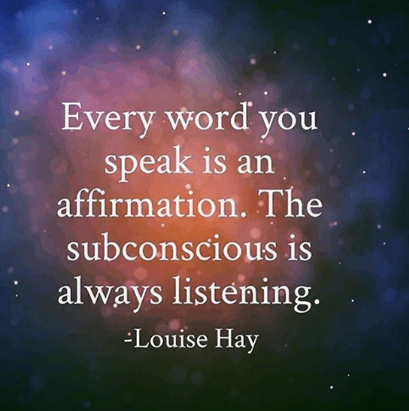 Every word you
speak is an
affirmation. The
subconscious is
always listening.
-Louise Hay